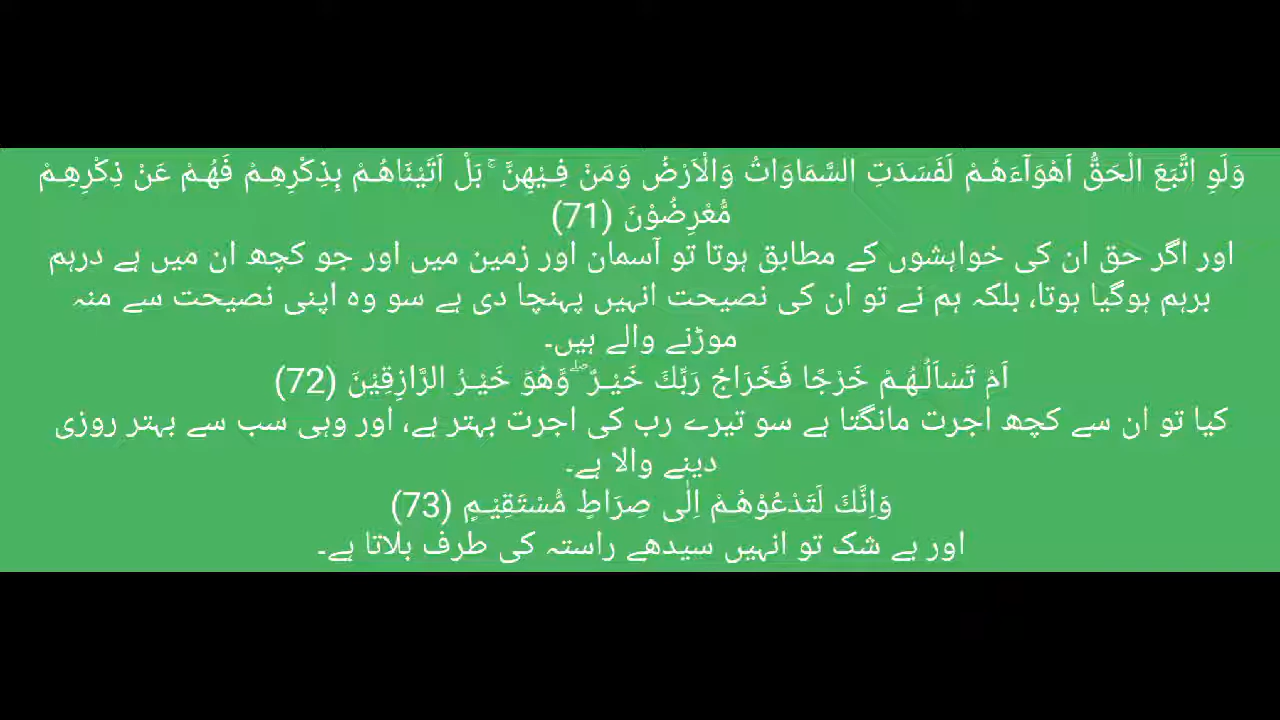 وَلَوِ اتَّبَعَ الْحَقُّ اَهْوَآءَهُـمْ لَفَسَدَتِ السَّمَاوَاتُ وَالْاَرْضُ وَمَنْ فِـيْهِنَّ ۚ بَلْ اَتَيْنَاهُـمْ بِذِكْرِهِـمْ فَهُـمْ عَنْ ذِكْرِهِـمْ
مُّعْرِضُوْنَ (71)
اور اگر حق ان کی خواہشوں کے مطابق ہوتا تو آسمان اور زمین میں اور جو کچھ ان میں ہے درہم
برہم ہوگیا ہوتا، بلکہ ہم نے تو ان کی نصیحت انہیں پہنچا دی ہے سو وہ اپنی نصیحت سے منہ
موڑنے والے ہیں۔
اَمْ تَسْاَلُـهُـمْ خَرْجًا فَخَرَاجُ رَبِّكَ خَيْـرٌ ۖ وَّهُوَ خَيْـرُ الرَّازِقِيْنَ (72)
کیا تو ان سے کچھ اجرت مانگتا ہے سو تیرے رب کی اجرت بہتر ہے، اور وہی سب سے بہتر روزی
دینے والا ہے۔
وَاِنَّكَ لَتَدْعُوْهُـمْ اِلٰى صِرَاطٍ مُّسْتَقِيْـمٍ (73)
اور بے شک تو انہیں سیدھے راستہ کی طرف بلاتا ہے۔